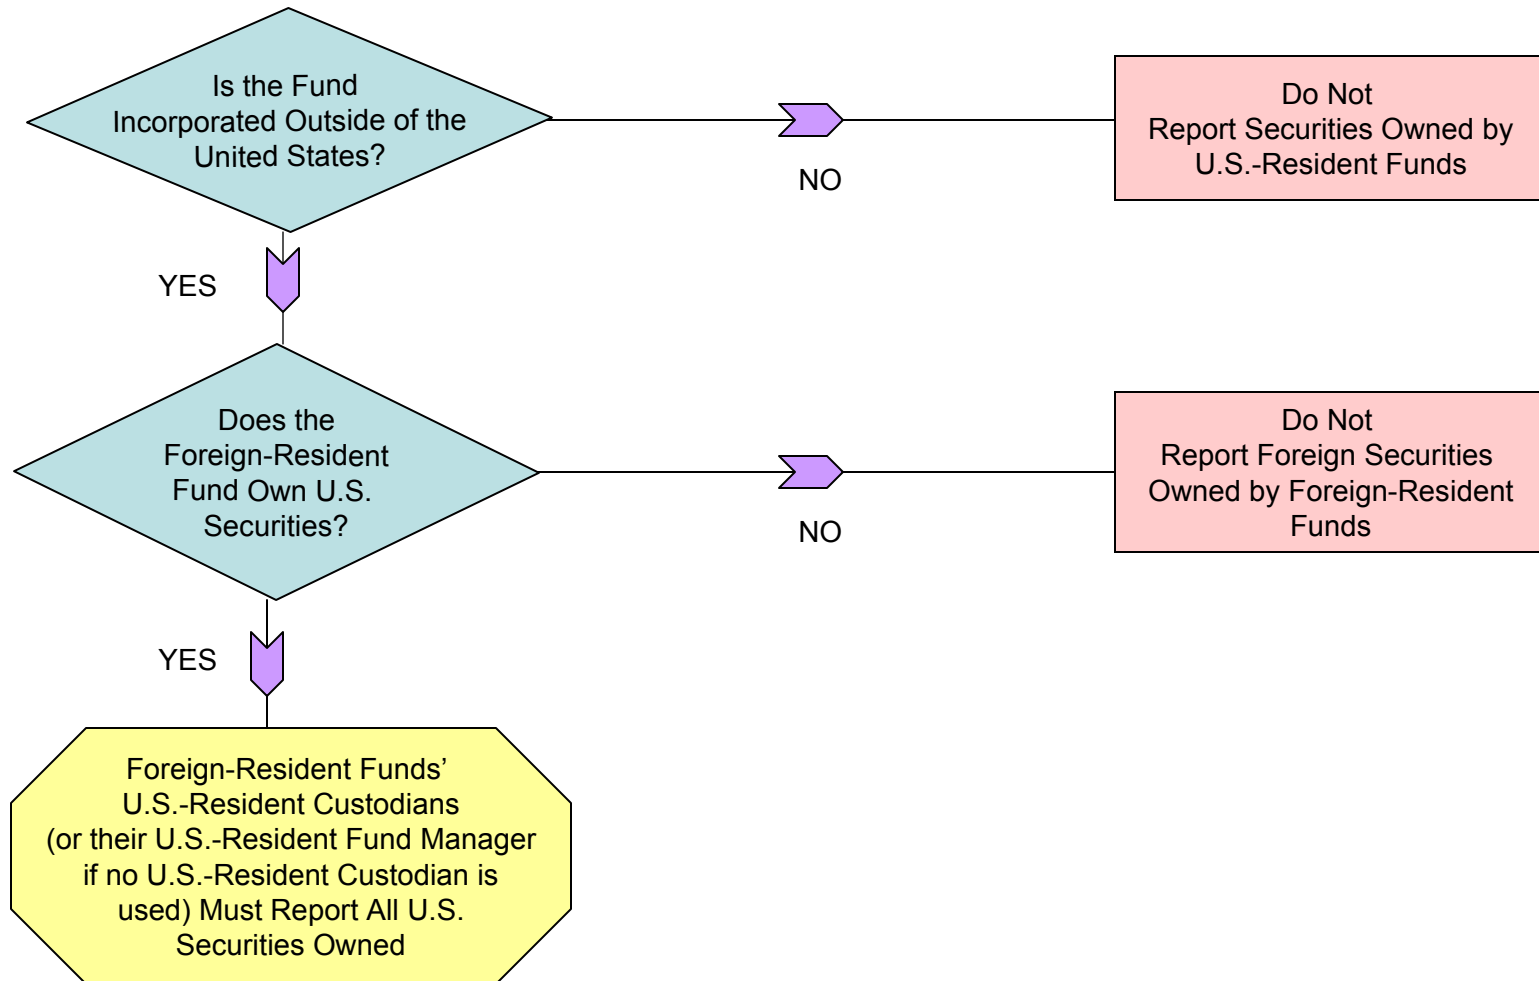 Is the Fund
Incorporated Outside of the
United States?
NO
Do Not
Report Securities Owned by
U.S.-Resident Funds
YES
Does the
Foreign-Resident
Fund Own U.S.
Securities?
NO
Do Not
Report Foreign Securities
Owned by Foreign-Resident
Funds
YES
Foreign-Resident Funds’
U.S.-Resident Custodians
(or their U.S.-Resident Fund Manager
if no U.S.-Resident Custodian is
used) Must Report All U.S.
Securities Owned